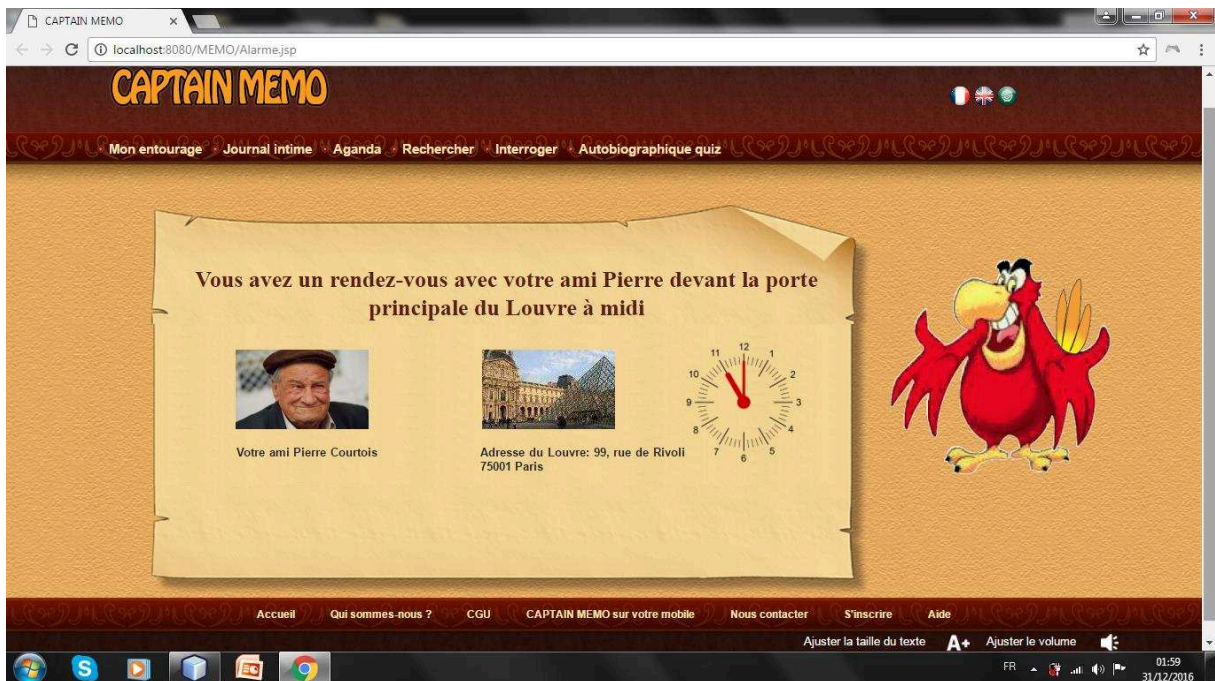 CAPTAIN MEMO
localhost:8080/MEMO/Alarme.jsp
CAPTAIN MEMO
Mon entourage
Journal intime
Aganda
Rechercher
Interroger
Autobiographique quiz
Vous avez un rendez-vous avec votre ami Pierre devant la porte
principale du Louvre à midi
Votre ami Pierre Courtois
Adresse du Louvre: 99, rue de Rivoli
75001 Paris
12
1
2
3
4
5
6
7
8
9
10
11
Accueil
Qui sommes-nous ?
CGU
CAPTAIN MEMO sur votre mobile
Nous contacter
S'inscrire
Aide
Ajuster la taille du texte
A+
Ajuster le volume
FR
01:59
31/12/2016